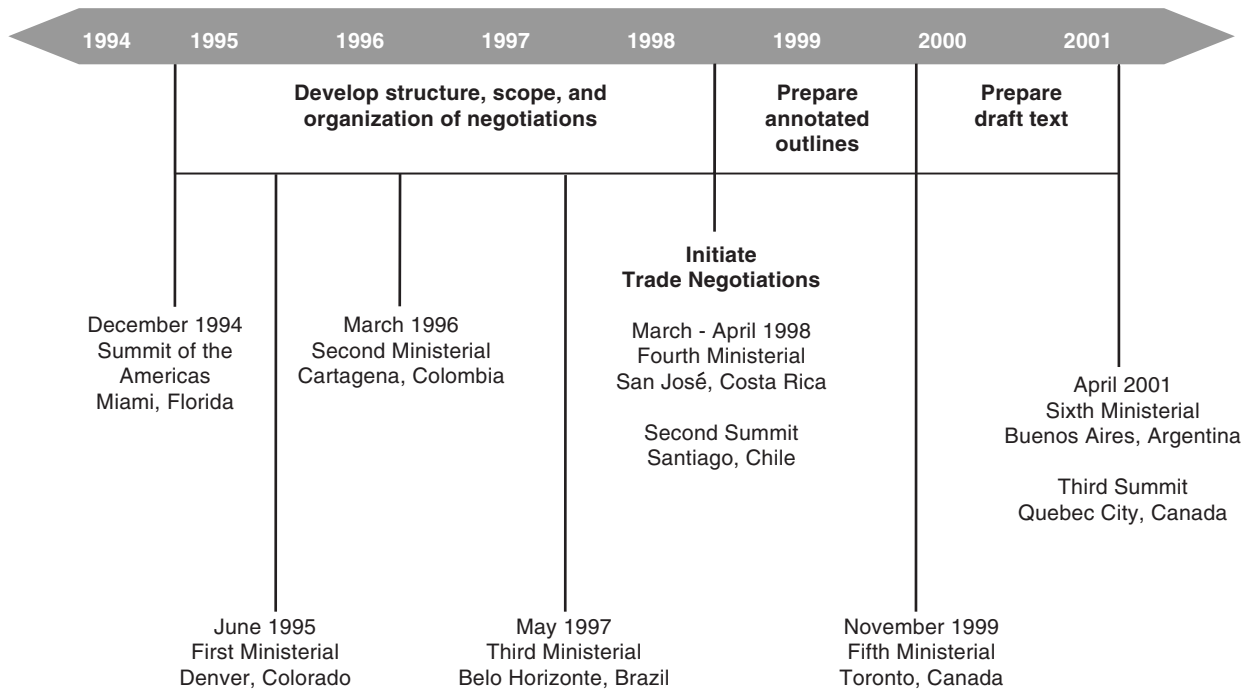 1994 1995 1996 1997 1998 1999 2000 2001
Develop structure, scope, and
organization of negotiations
Prepare
annotated
outlines
Prepare
draft text
Initiate
Trade Negotiations
December 1994
Summit of the
Americas
Miami, Florida
March 1996
Second Ministerial
Cartagena, Colombia
March - April 1998
Fourth Ministerial
San José, Costa Rica
Second Summit
Santiago, Chile
April 2001
Sixth Ministerial
Buenos Aires, Argentina
Third Summit
Quebec City, Canada
June 1995
First Ministerial
Denver, Colorado
May 1997
Third Ministerial
Belo Horizonte, Brazil
November 1999
Fifth Ministerial
Toronto, Canada